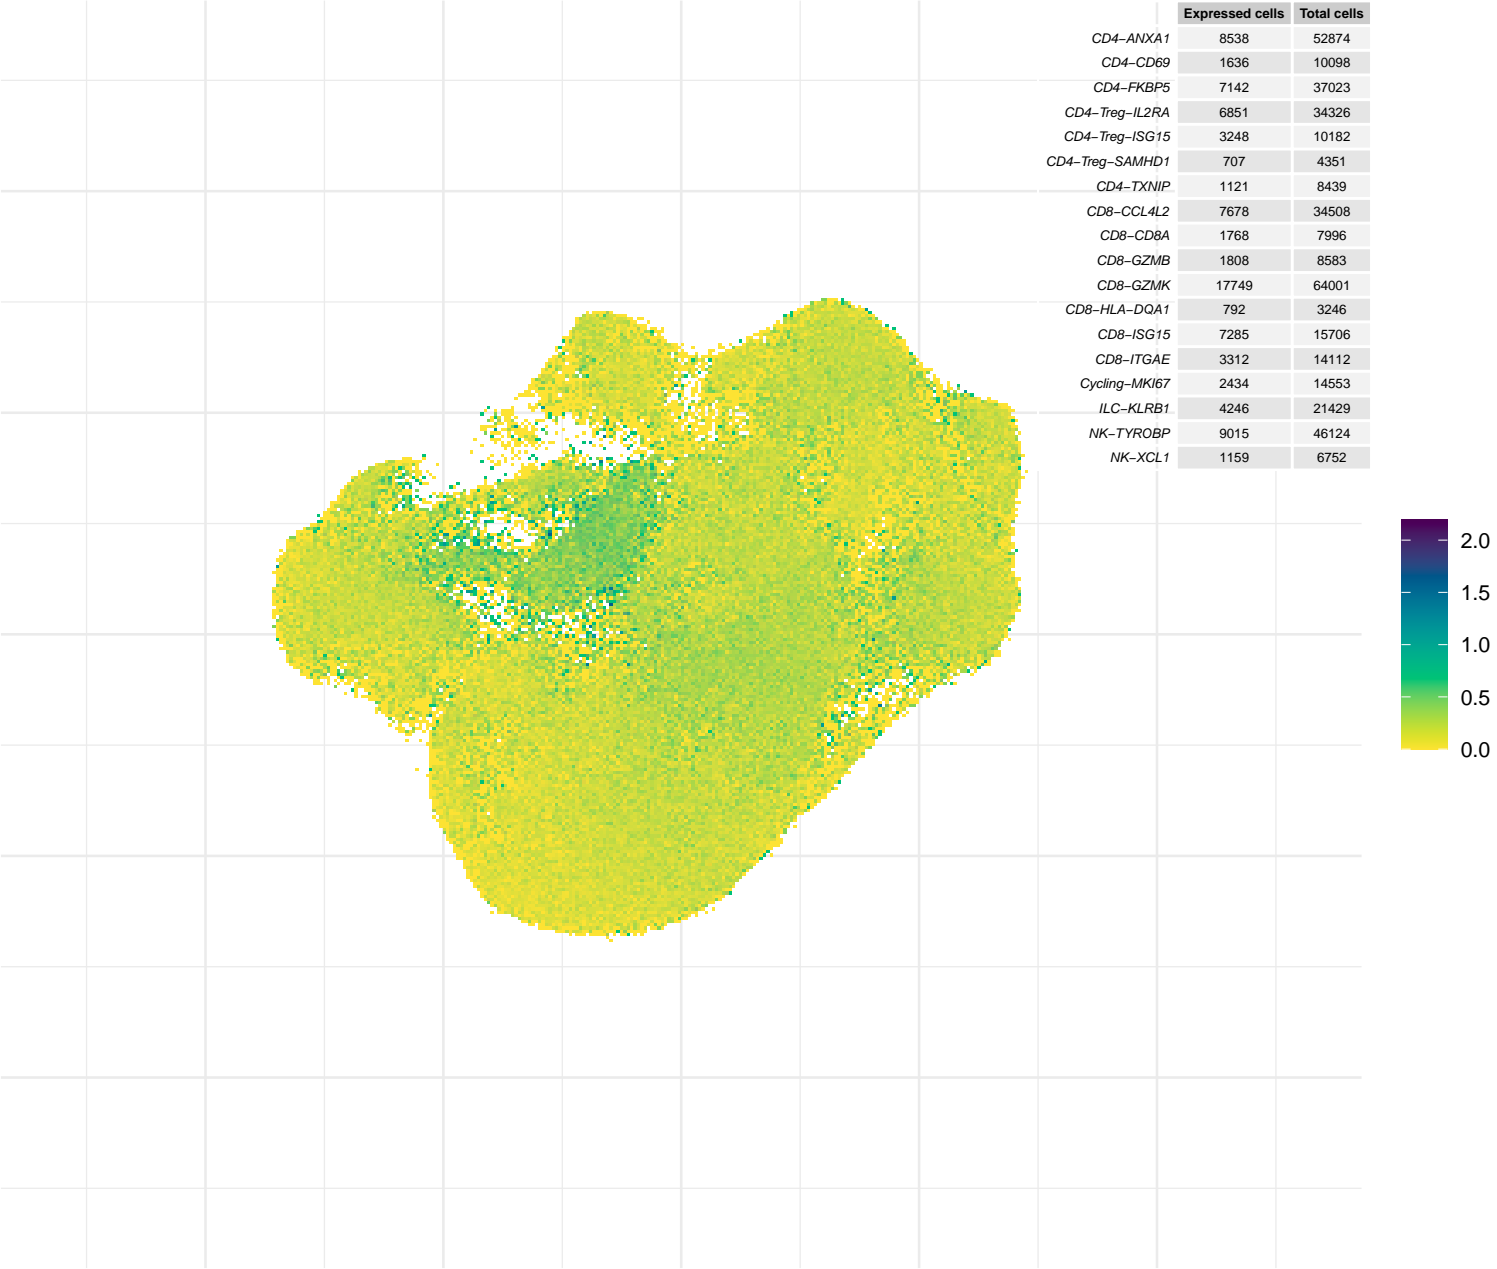 Expressed cells Total cells
CD4−ANXA1 8538 52874
CD4−CD69 1636 10098
CD4−FKBP5 7142 37023
CD4−Treg−IL2RA 6851 34326
CD4−Treg−ISG15 3248 10182
CD4−Treg−SAMHD1 707 4351
CD4−TXNIP 1121 8439
CD8−CCL4L2 7678 34508
CD8−CD8A 1768 7996
CD8−GZMB 1808 8583
CD8−GZMK 17749 64001
CD8−HLA−DQA1 792 3246
CD8−ISG15 7285 15706
CD8−ITGAE 3312 14112
Cycling−MKI67 2434 14553
ILC−KLRB1 4246 21429
NK−TYROBP 9015 46124
NK−XCL1 1159 6752
2.0
1.5
1.0
0.5
0.0